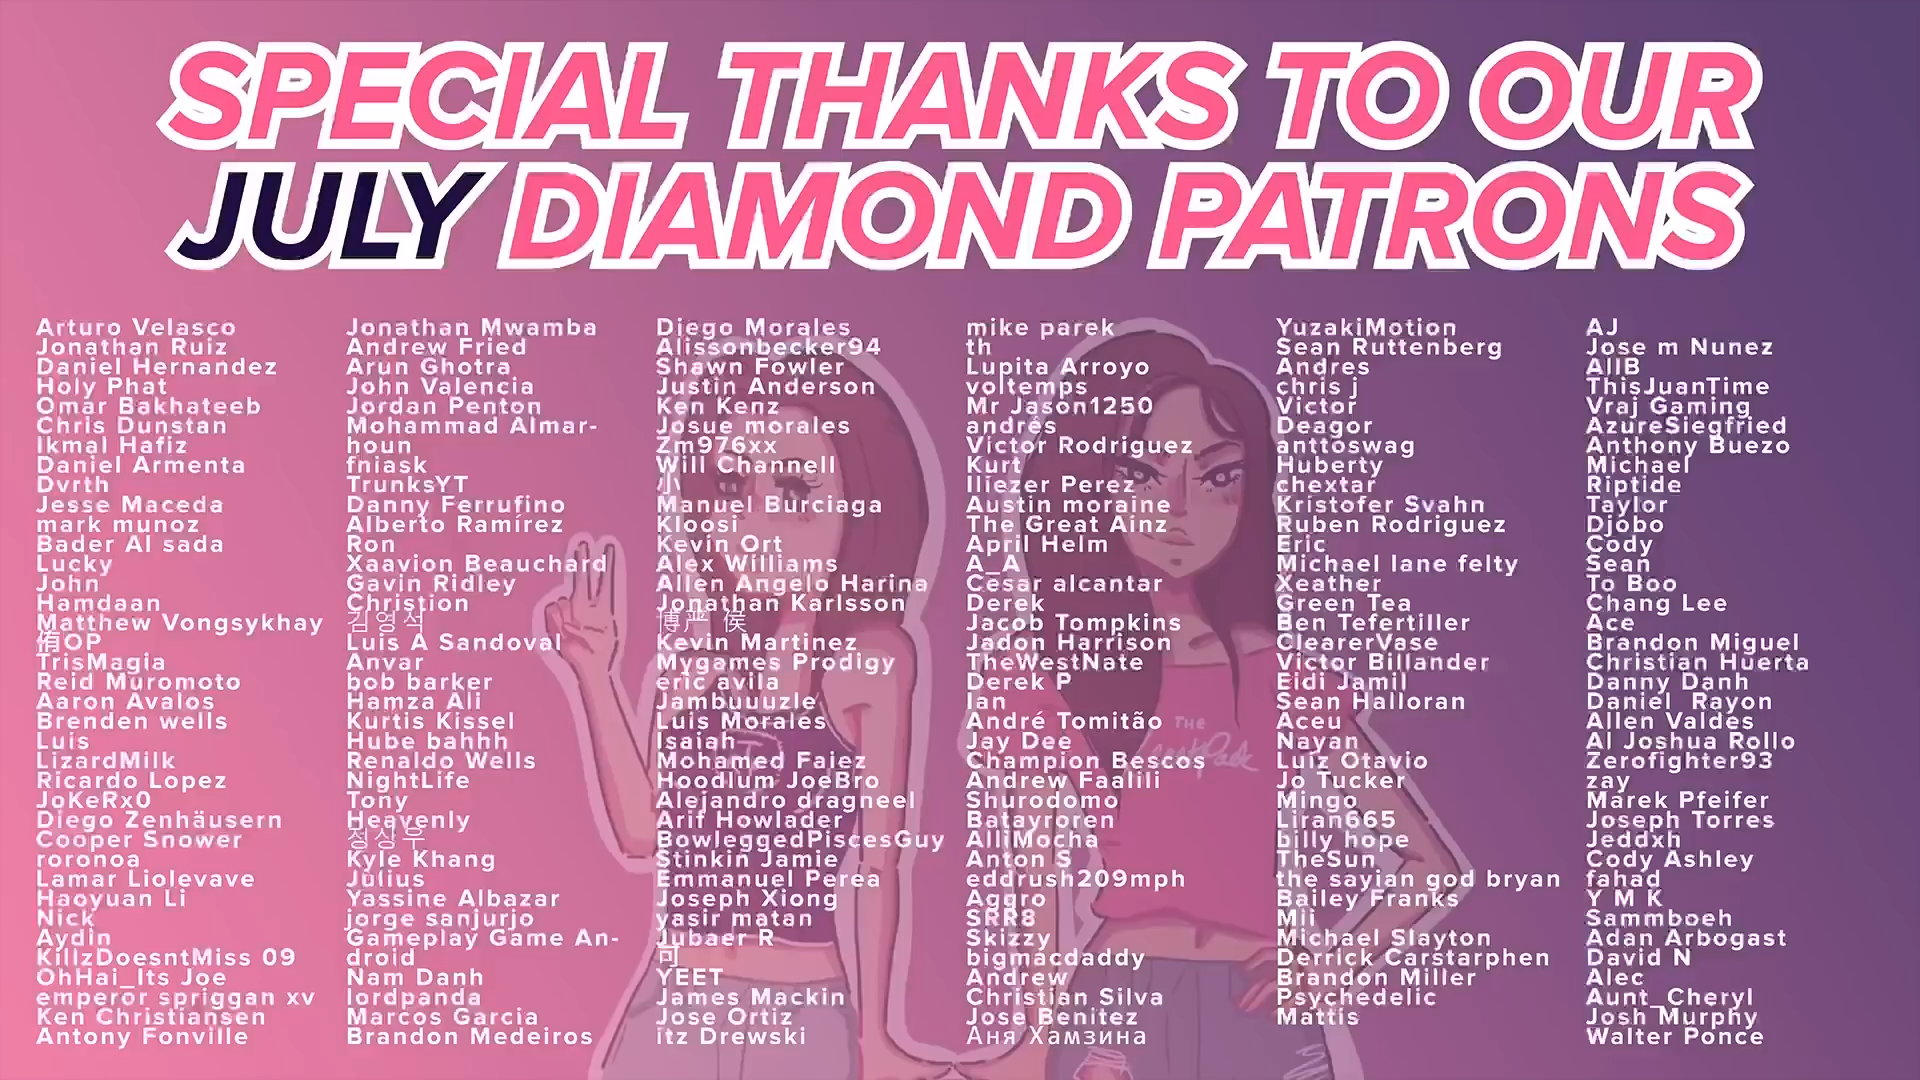 SPECIAL THANKS TO OUR
JULY DIAMOND PATRONS
Arturo Velasco
Jonathan Ruiz
Daniel Hernandez
Holy Phat
Omar Bakhateeb
Chris Dunstan
Ikmal Hafiz
Daniel Armenta
Dvrth
Jesse Maceda
mark munoz
Bader Al sada
Lucky
John
Hamdaan
Matthew Vongsykhay
侑OP
TrisMagia
Reid Muromoto
Aaron Avalos
Brenden wells
Luis
LizardMilk
Ricardo Lopez
JoKeRx0
Diego Zenhäusern
Cooper Snower
roronoa
Lamar Liolevave
Haoyuan Li
Nick
Aydin
KillzDoesntMiss 09
OhHai_Its Joe
emperor spriggan xv
Ken Christiansen
Antony Fonville
Jonathan Mwamba
Andrew Fried
Arun Ghotra
John Valencia
Jordan Penton
Mohammad Almar-
houn
fniask
TrunksYT
Danny Ferrufino
Alberto Ramírez
Ron
Xaavion Beauchard
Gavin Ridley
Christion
김영석
Luis A Sandoval
Anvar
bob barker
Hamza Ali
Kurtis Kissel
Hube bahhh
Renaldo Wells
NightLife
Tony
Heavenly
정상우
Kyle Khang
Julius
Yassine Albazar
jorge sanjurjo
Gameplay Game An-
droid
Nam Danh
lordpanda
Marcos Garcia
Brandon Medeiros
Diego Morales
Alissonbecker94
Shawn Fowler
Justin Anderson
Ken Kenz
Josue morales
Zm976xx
Will Channell
小
Manuel Burciaga
Kloosi
Kevin Ort
Alex Williams
Allen Angelo Harina
Jonathan Karlsson
博严 侯
Kevin Martinez
Mygames Prodigy
eric avila
Jambuuuzle
Luis Morales
Isaiah
Mohamed Faiez
Hoodlum JoeBro
Alejandro dragneel
Arif Howlader
BowleggedPiscesGuy
Stinkin Jamie
Emmanuel Perea
Joseph Xiong
yasir matan
Jubaer R
可
YEET
James Mackin
Jose Ortiz
itz Drewski
mike parek
th
Lupita Arroyo
voltemps
Mr Jason1250
andrés
Victor Rodriguez
Kurt
Iliezer Perez
Austin moraine
The Great Ainz
April Helm
A_A
Cesar alcantar
Derek
Jacob Tompkins
Jadon Harrison
TheWestNate
Derek P
Ian
André Tomitão
Jay Dee
Champion Bescos
Andrew Faalili
Shurodomo
Batayroren
AlliMocha
Anton S
eddrush209mph
Aggro
SRR8
Skizzy
bigmacdaddy
Andrew
Christian Silva
Jose Benitez
Аня Хамзина
YuzakiMotion
Sean Ruttenberg
Andres
chris j
Victor
Deagor
anttoswag
Huberty
chextar
Kristofer Svahn
Ruben Rodriguez
Eric
Michael lane felty
Xeather
Green Tea
Ben Tefertiller
ClearerVase
Victor Billander
Eidi Jamil
Sean Halloran
Aceu
Nayan
Luiz Otavio
Jo Tucker
Mingo
Liran665
billy hope
TheSun
the sayian god bryan
Bailey Franks
Mii
Michael Slayton
Derrick Carstarphen
Brandon Miller
Psychedelic
Mattis
AJ
Jose m Nunez
AllB
ThisJuanTime
Vraj Gaming
AzureSiegfried
Anthony Buezo
Michael
Riptide
Taylor
Djobo
Cody
Sean
To Boo
Chang Lee
Ace
Brandon Miguel
Christian Huerta
Danny Danh
Daniel  Rayon
Allen Valdes
Al Joshua Rollo
Zerofighter93
zay
Marek Pfeifer
Joseph Torres
Jeddxh
Cody Ashley
fahad
Y M K
Sammboeh
Adan Arbogast
David N
Alec
Aunt_Cheryl
Josh Murphy
Walter Ponce
THE